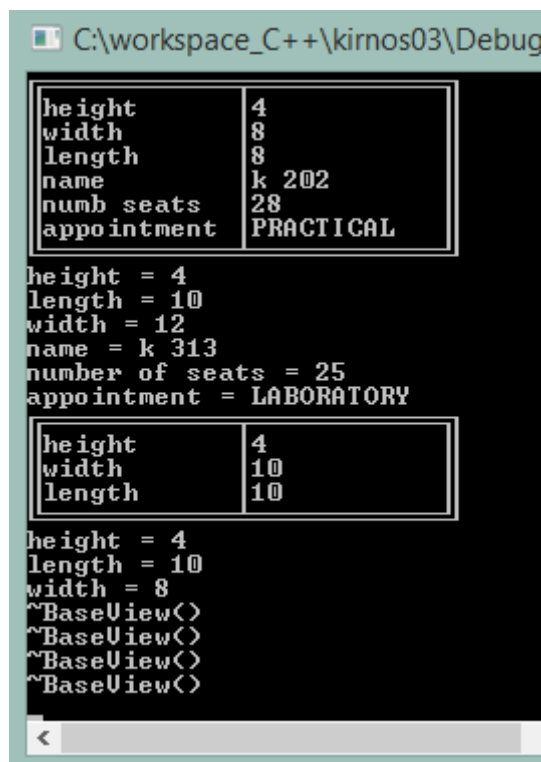 C:\workspace_C++\kirnos03\Debug
height 4
width 8
length 8
name k 202
numb seats 28
appointment PRACTICAL
height = 4
length = 10
width = 12
name = k 313
number of seats = 25
appointment = LABORATORY
height 4
width 10
length 10
height = 4
length = 10
width = 8
~BaseView()
~BaseView()
~BaseView()
~BaseView()